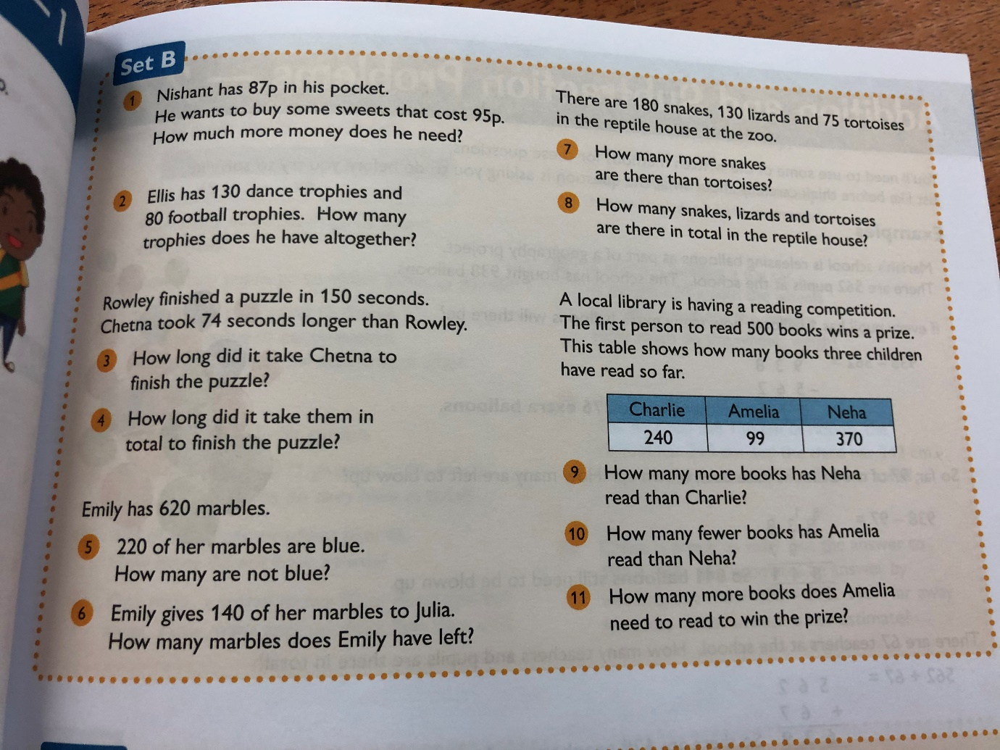 Set B
1 Nishant has 87p in his pocket.
He wants to buy some sweets that cost 95p.
How much more money does he need?
2 Ellis has 130 dance trophies and
80 football trophies. How many
trophies does he have altogether?
Rowley finished a puzzle in 150 seconds.
Chetna took 74 seconds longer than Rowley.
3 How long did it take Chetna to
finish the puzzle?
4 How long did it take them in
total to finish the puzzle?
Emily has 620 marbles.
5 220 of her marbles are blue.
How many are not blue?
6 Emily gives 140 of her marbles to Julia.
How many marbles does Emily have left?
There are 180 snakes, 130 lizards and 75 tortoises
in the reptile house at the zoo.
7 How many more snakes
are there than tortoises?
8 How many snakes, lizards and tortoises
are there in total in the reptile house?
A local library is having a reading competition.
The first person to read 500 books wins a prize.
This table shows how many books three children
have read so far.
Charlie Amelia Neha
240 99 370
9 How many more books has Neha
read than Charlie?
10 How many fewer books has Amelia
read than Neha?
11 How many more books does Amelia
need to read to win the prize?